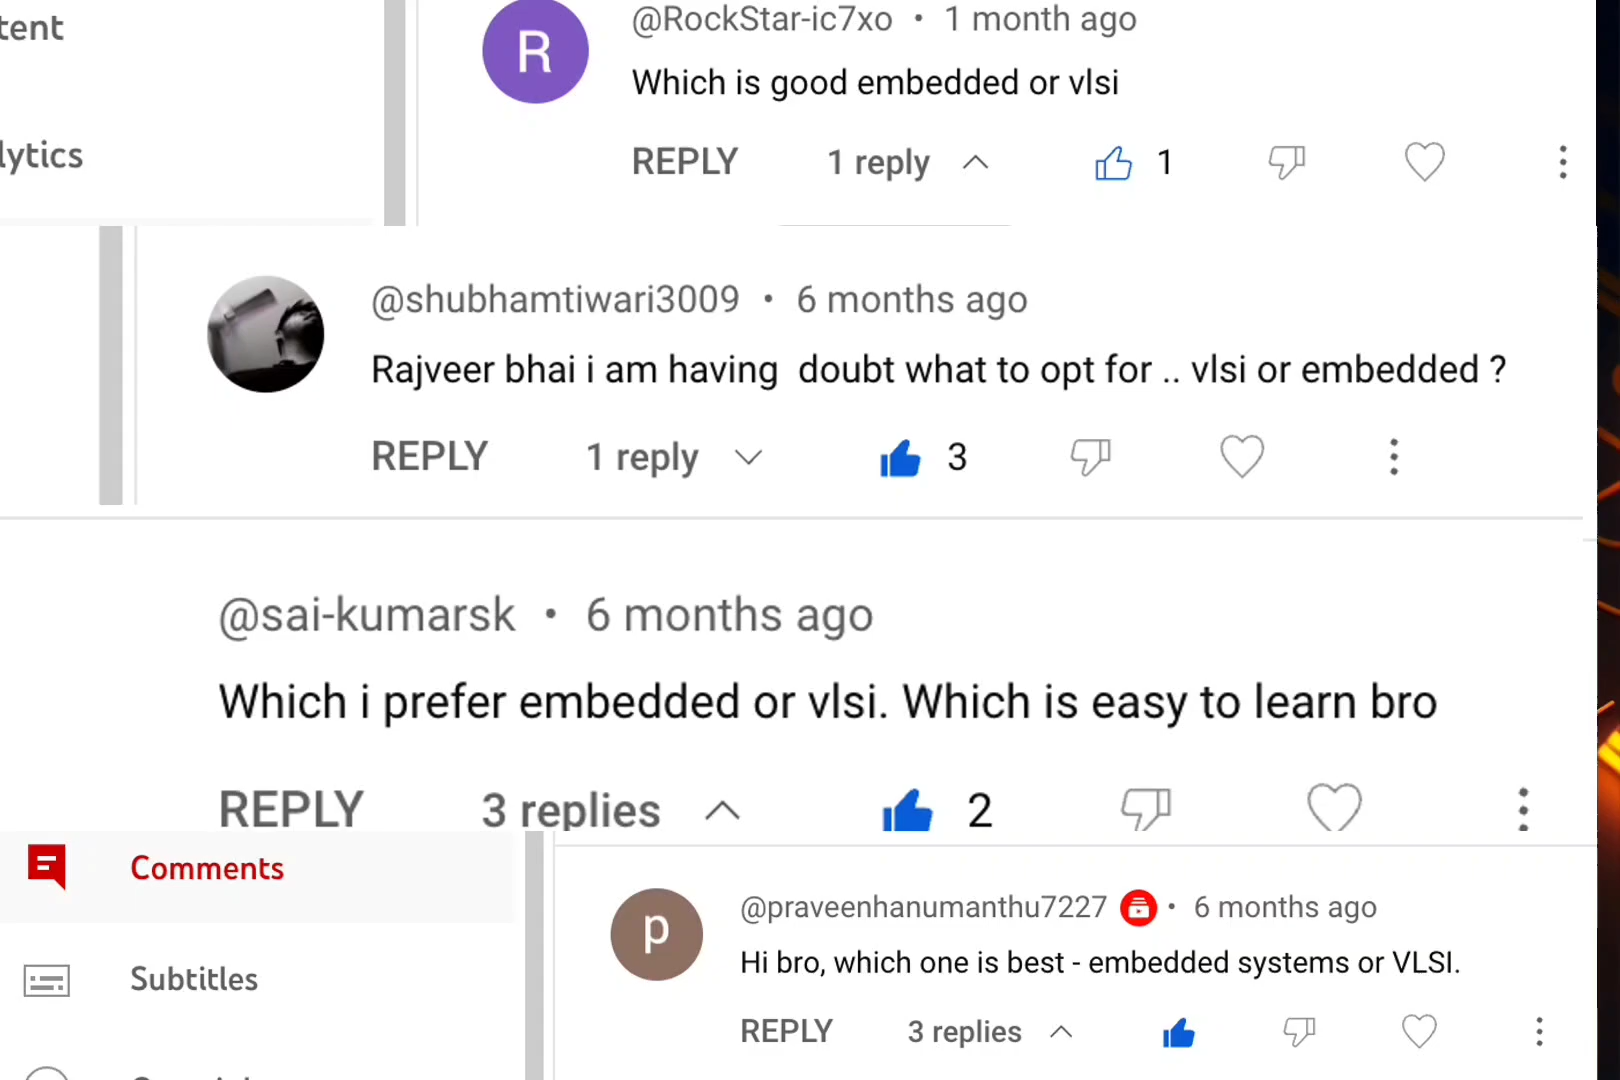 tent
lytics
@RockStar-ic7xo • 1 month ago
Which is good embedded or vlsi
REPLY 1 reply 1
@shubhamtiwari3009 • 6 months ago
Rajveer bhai i am having doubt what to opt for .. vlsi or embedded ?
REPLY 1 reply 3
@sai-kumarsk • 6 months ago
Which i prefer embedded or vlsi. Which is easy to learn bro
REPLY 3 replies 2
Comments
Subtitles
R
p
@praveenhanumanthu7227 • 6 months ago
Hi bro, which one is best - embedded systems or VLSI.
REPLY 3 replies